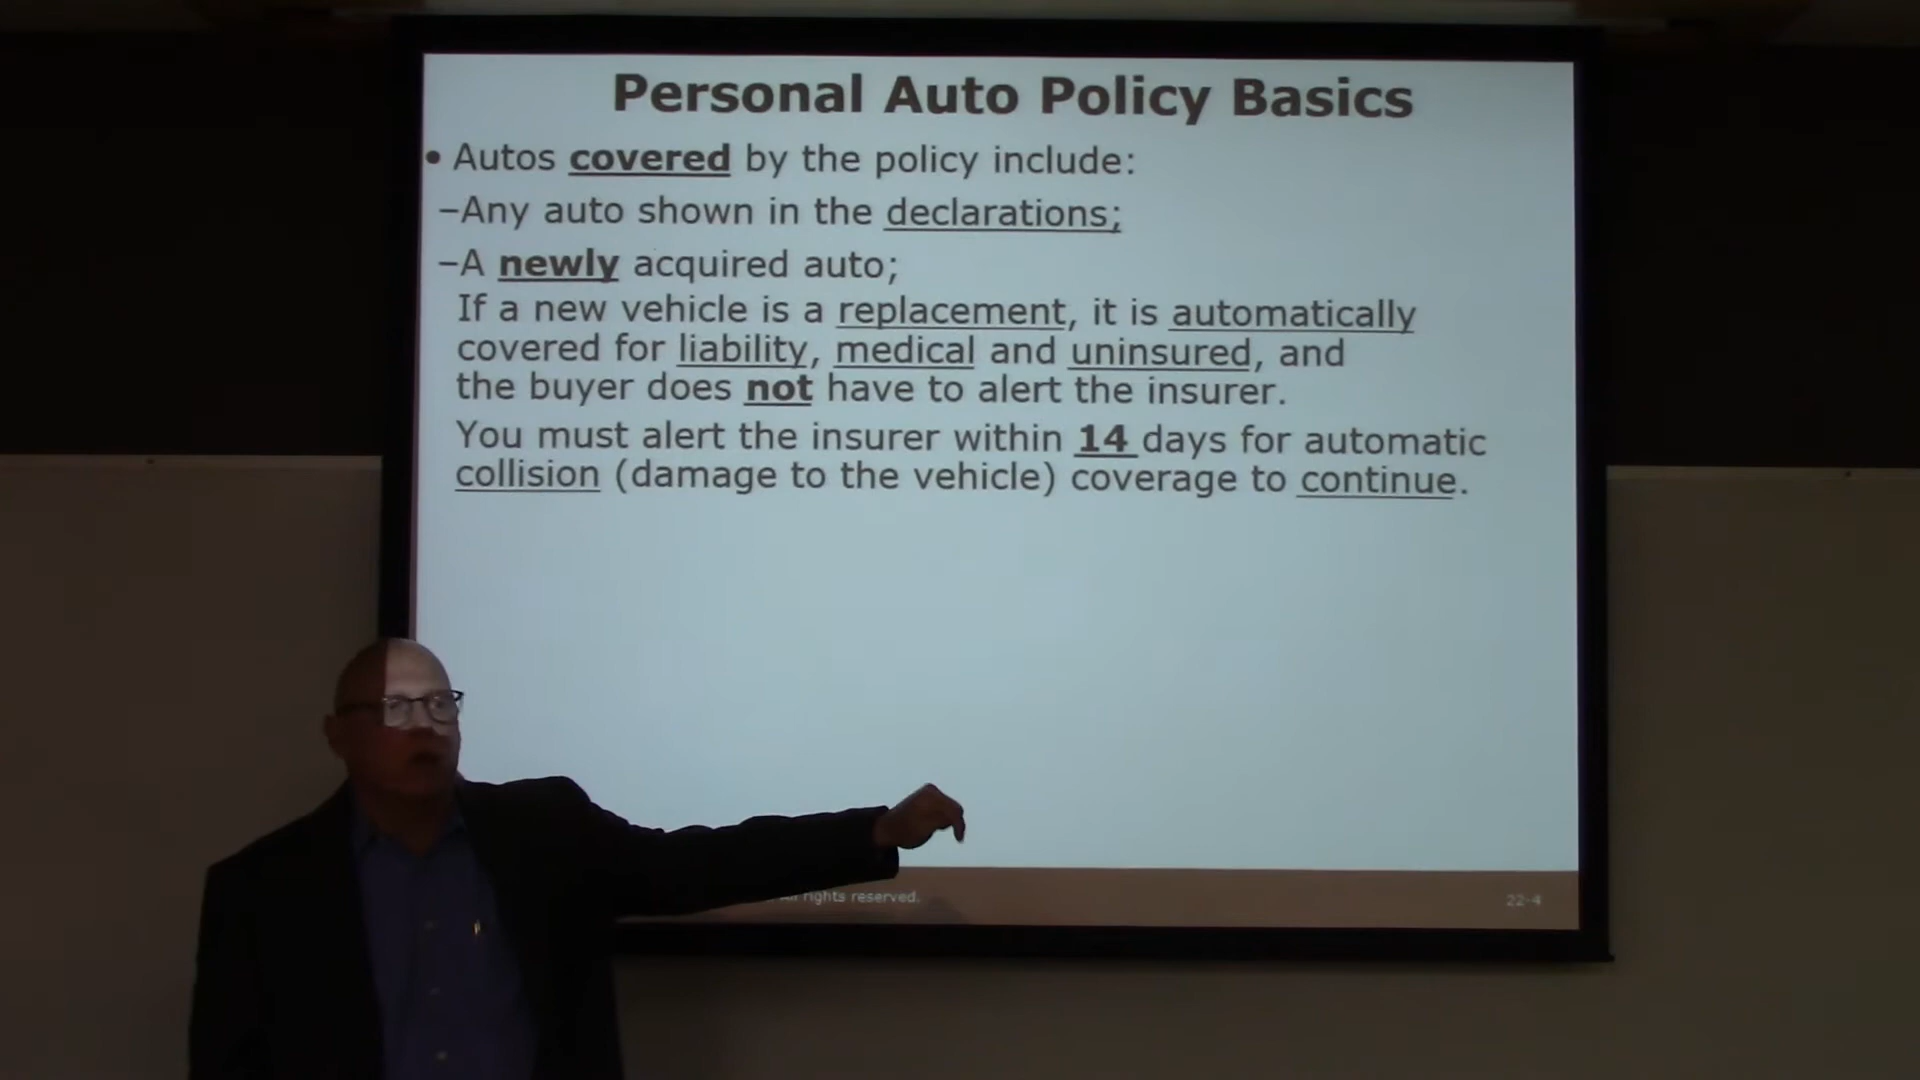 Personal Auto Policy Basics
• Autos covered by the policy include:
–Any auto shown in the declarations;
–A newly acquired auto;
If a new vehicle is a replacement, it is automatically
covered for liability, medical and uninsured, and
the buyer does not have to alert the insurer.
You must alert the insurer within 14 days for automatic
collision (damage to the vehicle) coverage to continue.
All rights reserved.
22-4